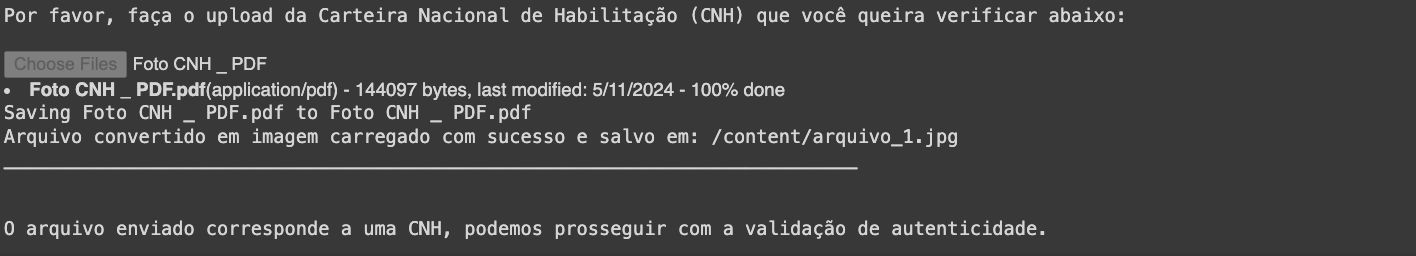 Por favor, faça o upload da Carteira Nacional de Habilitação (CNH) que você queira verificar abaixo:
Choose Files Foto CNH _ PDF
• Foto CNH _ PDF.pdf(application/pdf) - 144097 bytes, last modified: 5/11/2024 - 100% done
Saving Foto CNH _ PDF.pdf to Foto CNH _ PDF.pdf
Arquivo convertido em imagem carregado com sucesso e salvo em: /content/arquivo_1.jpg
O arquivo enviado corresponde a uma CNH, podemos prosseguir com a validação de autenticidade.